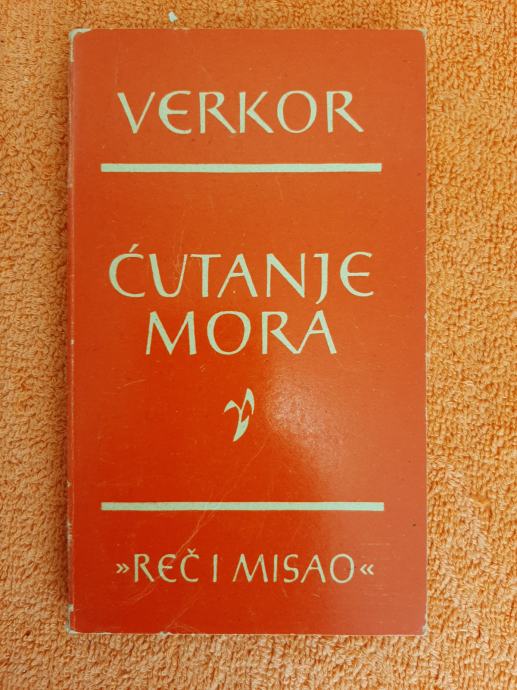 VERKOR
ĆUTANJE
MORA
»REČ I MISAO«